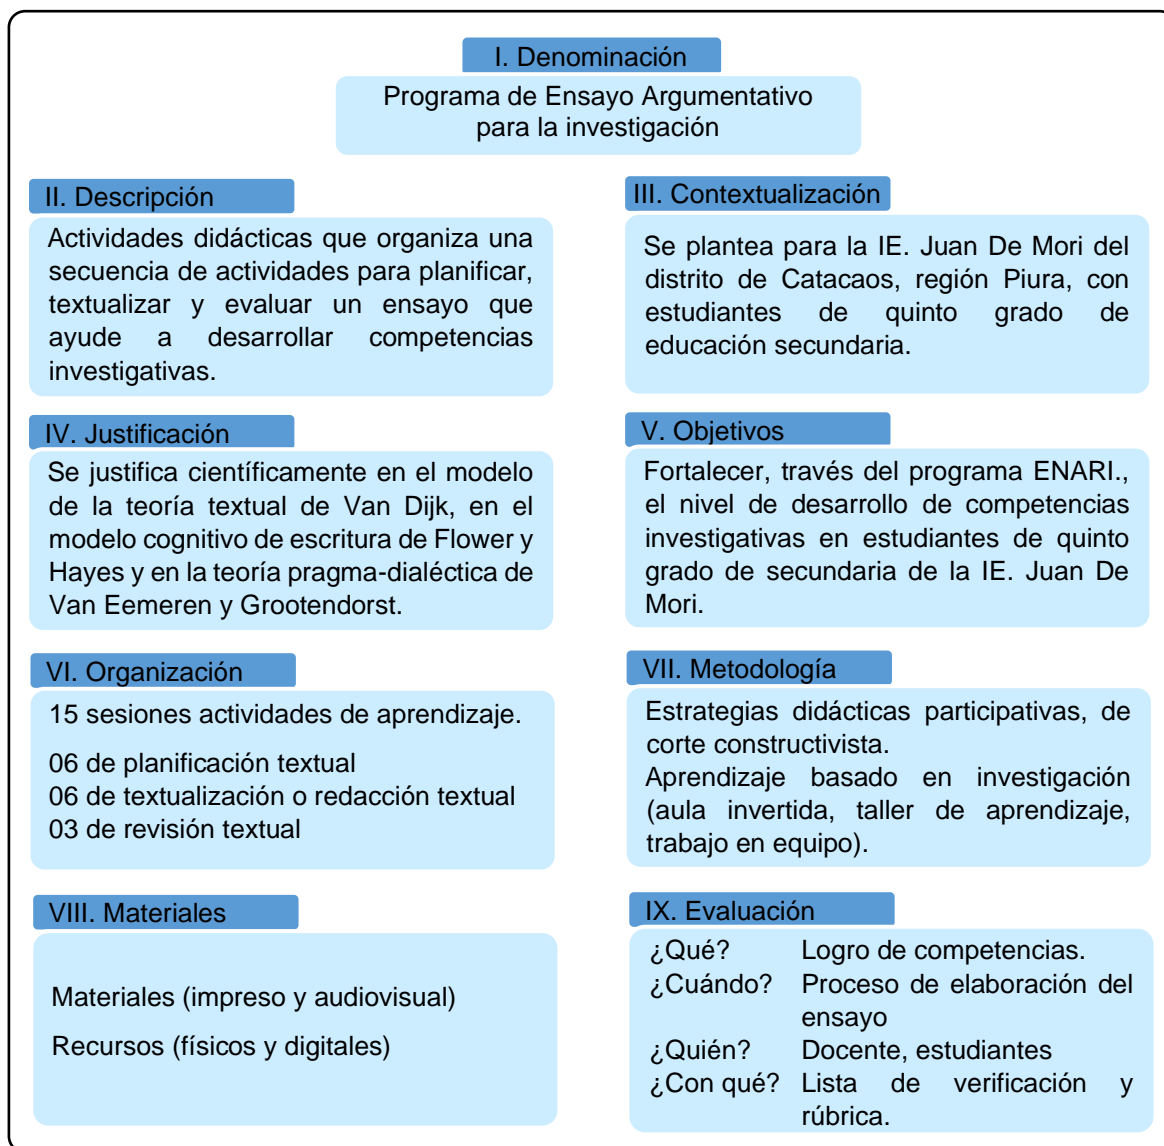 I. Denominación
Programa de Ensayo Argumentativo
para la investigación
II. Descripción
Actividades didácticas que organiza una
secuencia de actividades para planificar,
textualizar y evaluar un ensayo que
ayude a desarrollar competencias
investigativas.
III. Contextualización
Se plantea para la IE. Juan De Mori del
distrito de Catacaos, región Piura, con
estudiantes de quinto grado de
educación secundaria.
IV. Justificación
Se justifica científicamente en el modelo
de la teoría textual de Van Dijk, en el
modelo cognitivo de escritura de Flower y
Hayes y en la teoría pragma-dialéctica de
Van Eemeren y Grootendorst.
V. Objetivos
Fortalecer, través del programa ENARI.,
el nivel de desarrollo de competencias
investigativas en estudiantes de quinto
grado de secundaria de la IE. Juan De
Mori.
VI. Organización
15 sesiones actividades de aprendizaje.
06 de planificación textual
06 de textualización o redacción textual
03 de revisión textual
VII. Metodología
Estrategias didácticas participativas, de
corte constructivista.
Aprendizaje basado en investigación
(aula invertida, taller de aprendizaje,
trabajo en equipo).
VIII. Materiales
Materiales (impreso y audiovisual)
Recursos (físicos y digitales)
IX. Evaluación
¿Qué? Logro de competencias.
¿Cuándo? Proceso de elaboración del
ensayo
¿Quién? Docente, estudiantes
¿Con qué? Lista de verificación y
rúbrica.